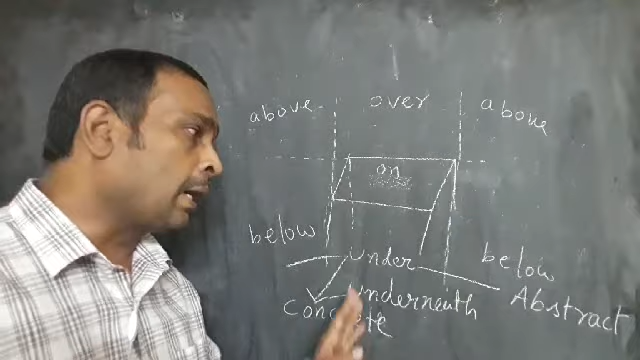 above over above
on
below under below
underneath Abstract
Concrete